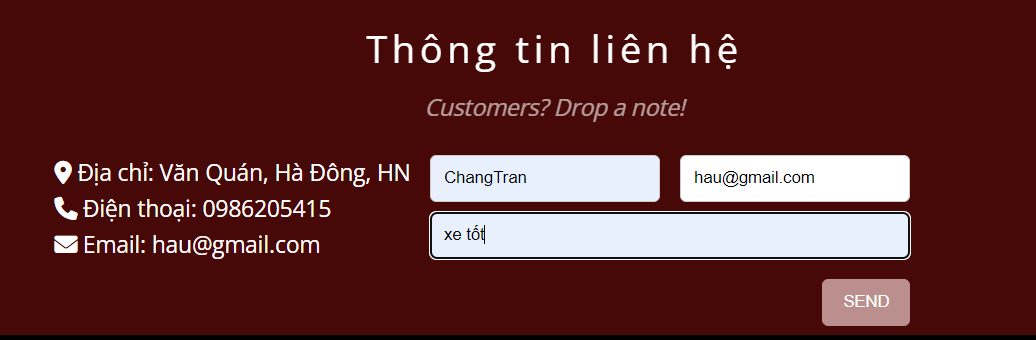 Thông tin liên hệ
Customers? Drop a note!
Địa chỉ: Văn Quán, Hà Đông, HN
Điện thoại: 0986205415
Email: hau@gmail.com
ChangTran
hau@gmail.com
xe tốt
SEND